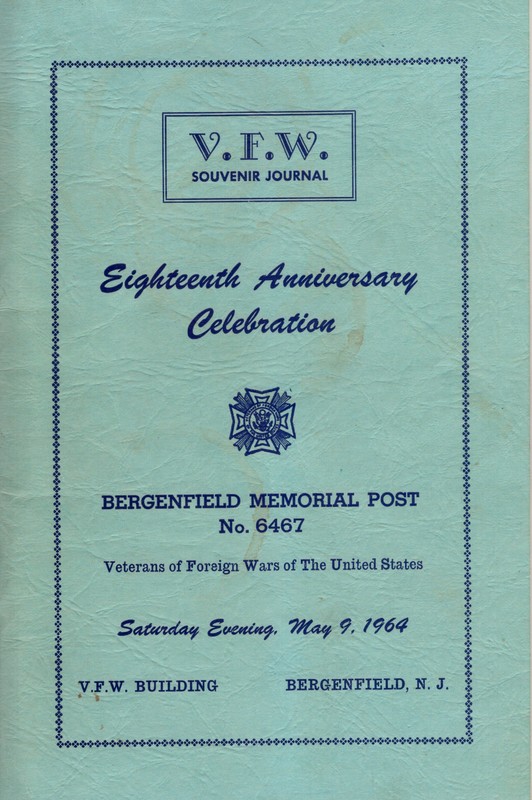 V.F.W.
SOUVENIR JOURNAL
Eighteenth Anniversary
Celebration
BERGENFIELD MEMORIAL POST
No. 6467
Veterans of Foreign Wars of The United States
Saturday Evening, May 9, 1964
V.F.W. BUILDING BERGENFIELD, N. J.